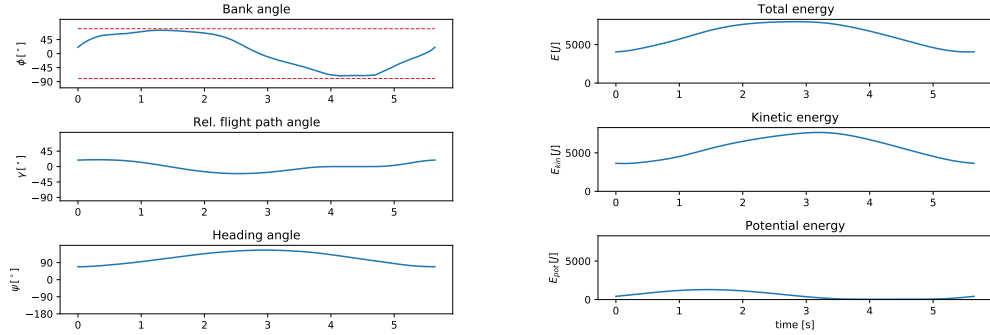 Bank angle
ϕ [°]
45
0
−45
−90
0 1 2 3 4 5
Rel. flight path angle
γ [°]
45
0
−45
−90
0 1 2 3 4 5
Heading angle
ψ [°]
90
0
−90
−180
0 1 2 3 4 5
Total energy
E [J]
5000
0
0 1 2 3 4 5
Kinetic energy
Ekin [J]
5000
0
0 1 2 3 4 5
Potential energy
Epot [J]
5000
0
0 1 2 3 4 5
time [s]